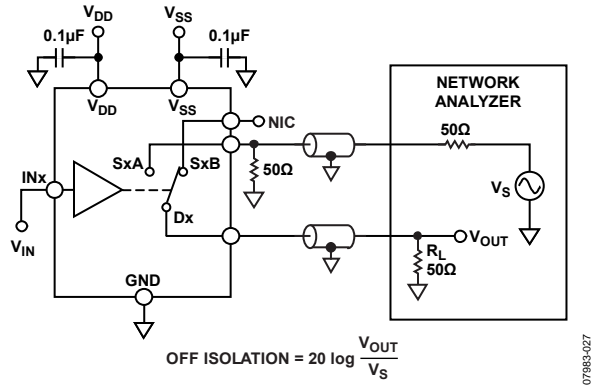 V_DD
V_SS
0.1µF
0.1µF
V_DD
V_SS
NIC
SxA
SxB
50Ω
INx
Dx
V_IN
GND
NETWORK
ANALYZER
50Ω
V_S
V_OUT
R_L
50Ω
OFF ISOLATION = 20 log V_OUT/V_S
07983-027